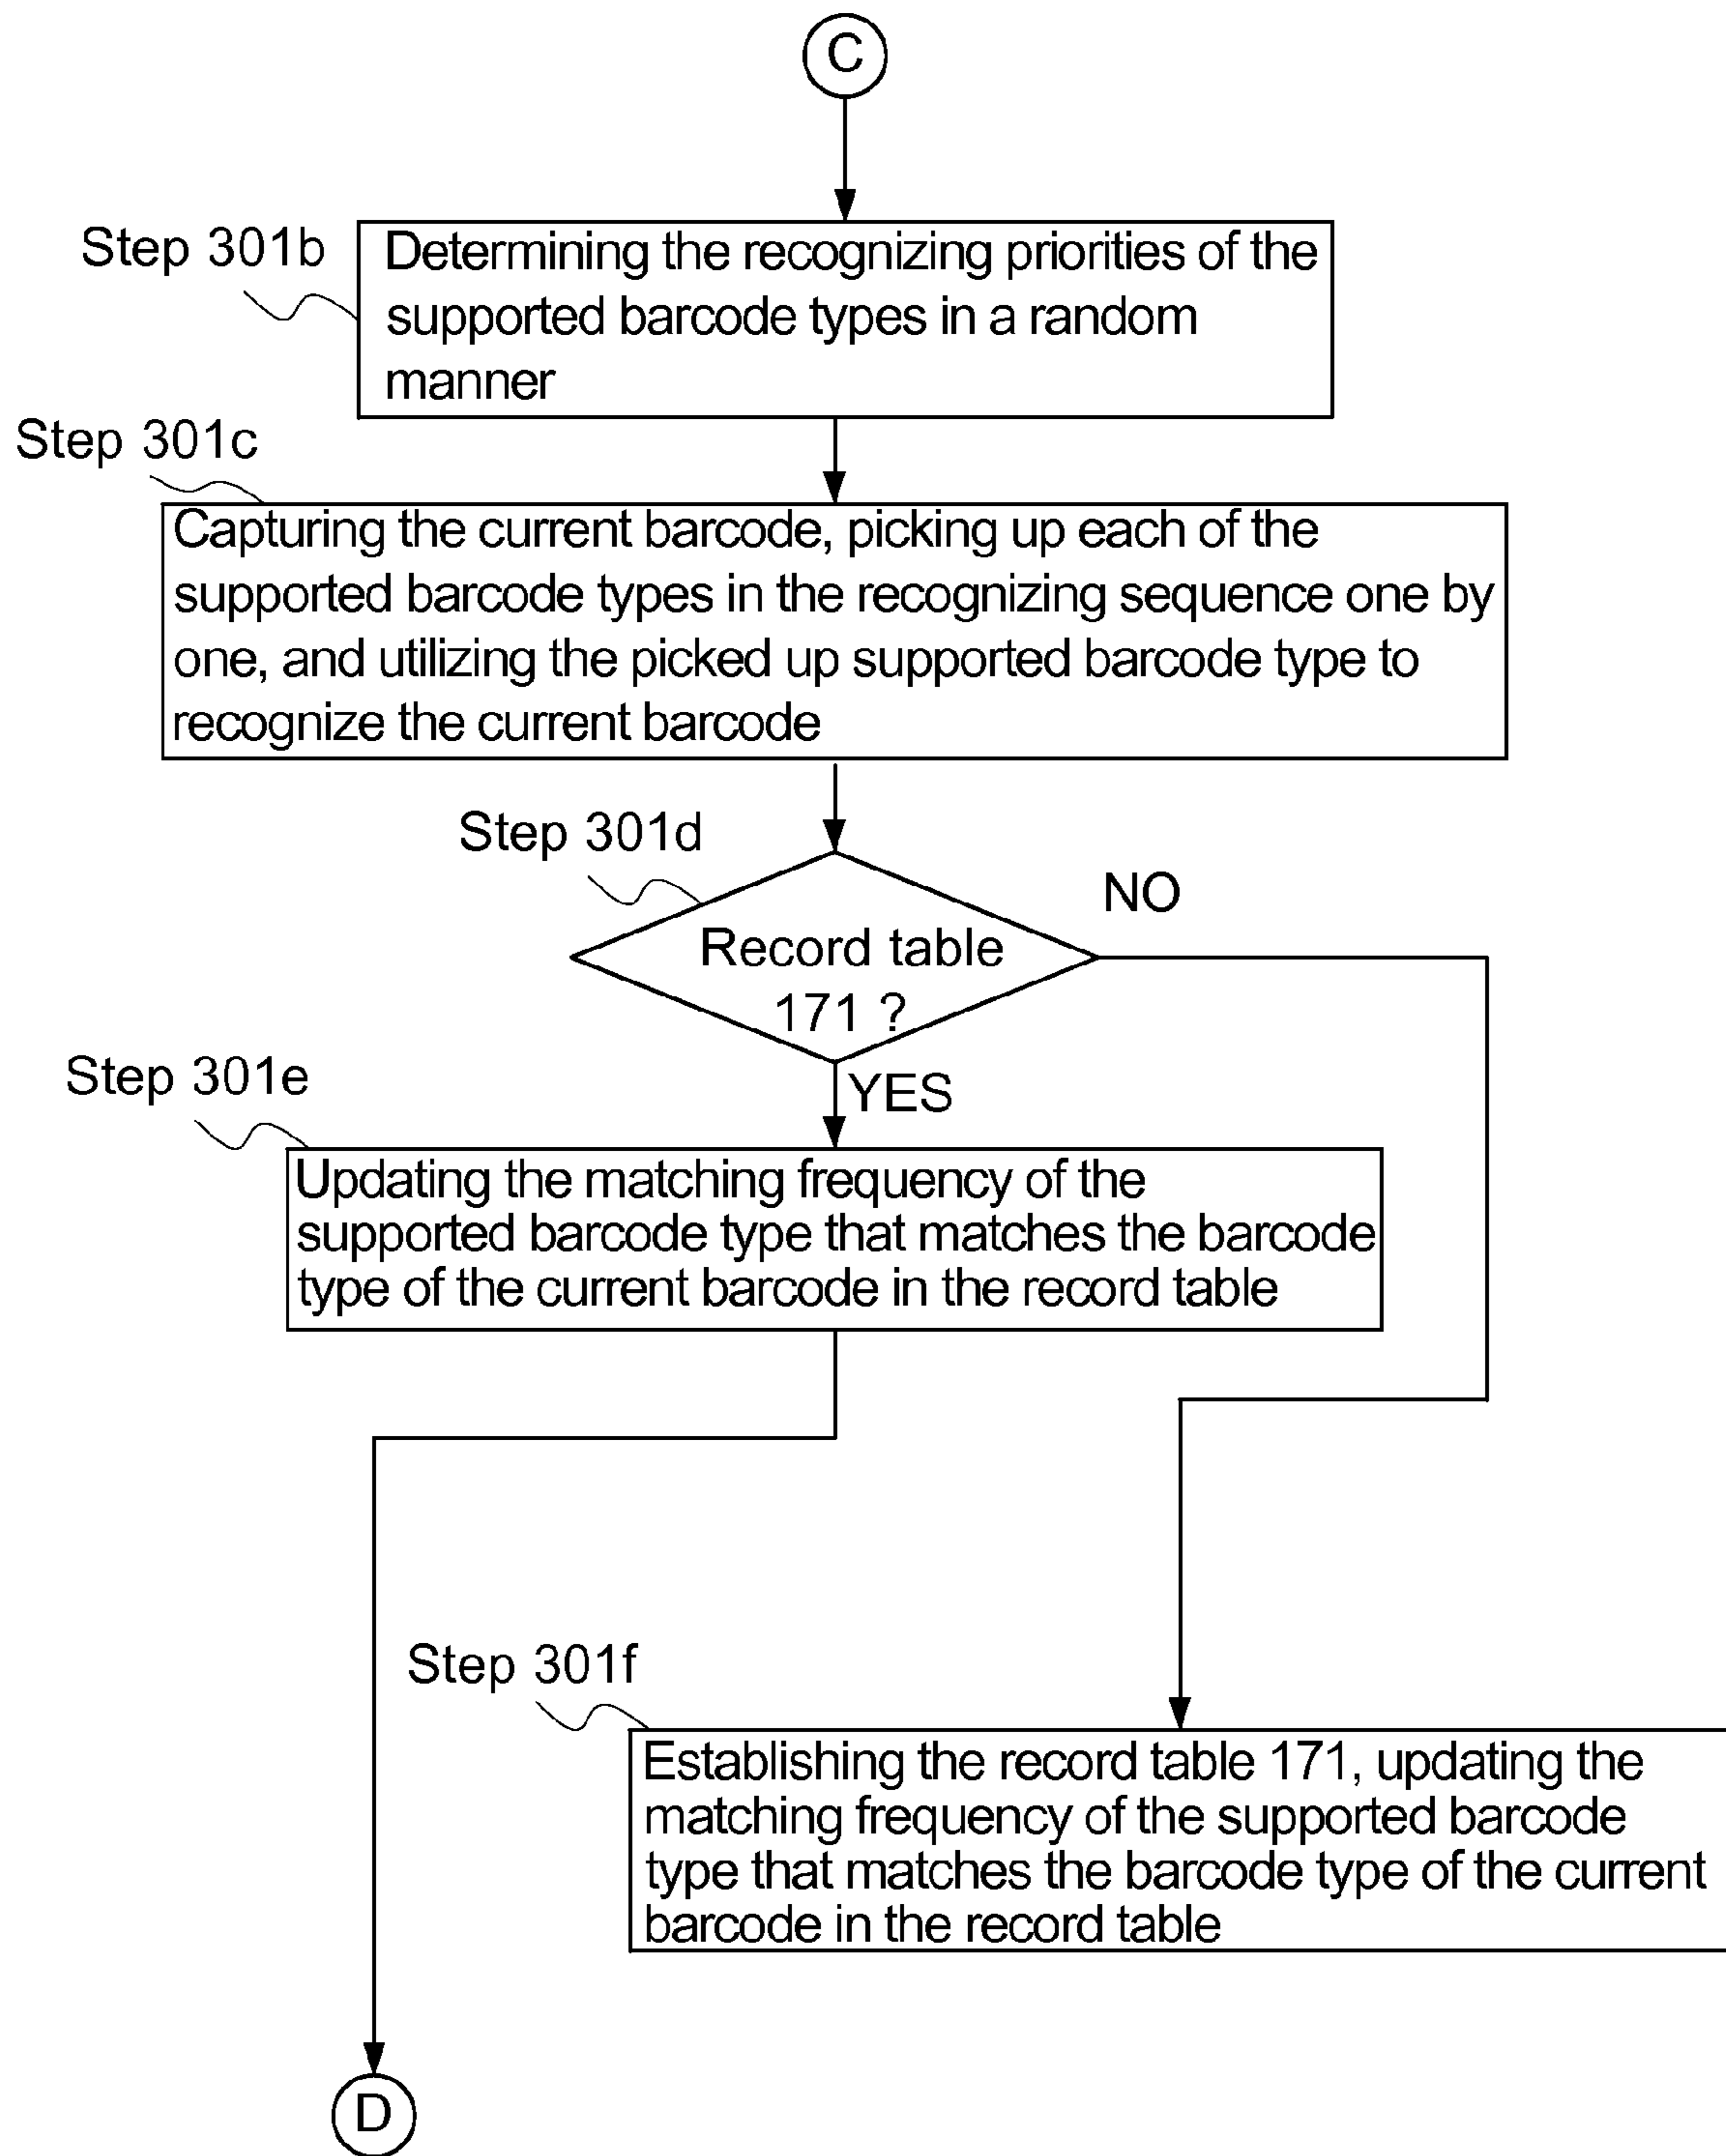 C
Step 301b
Determining the recognizing priorities of the
supported barcode types in a random
manner
Step 301c
Capturing the current barcode, picking up each of the
supported barcode types in the recognizing sequence one by
one, and utilizing the picked up supported barcode type to
recognize the current barcode
Step 301d
NO
Record table
171 ?
YES
Step 301e
Updating the matching frequency of the
supported barcode type that matches the barcode
type of the current barcode in the record table
Step 301f
Establishing the record table 171, updating the
matching frequency of the supported barcode
type that matches the barcode type of the current
barcode in the record table
D